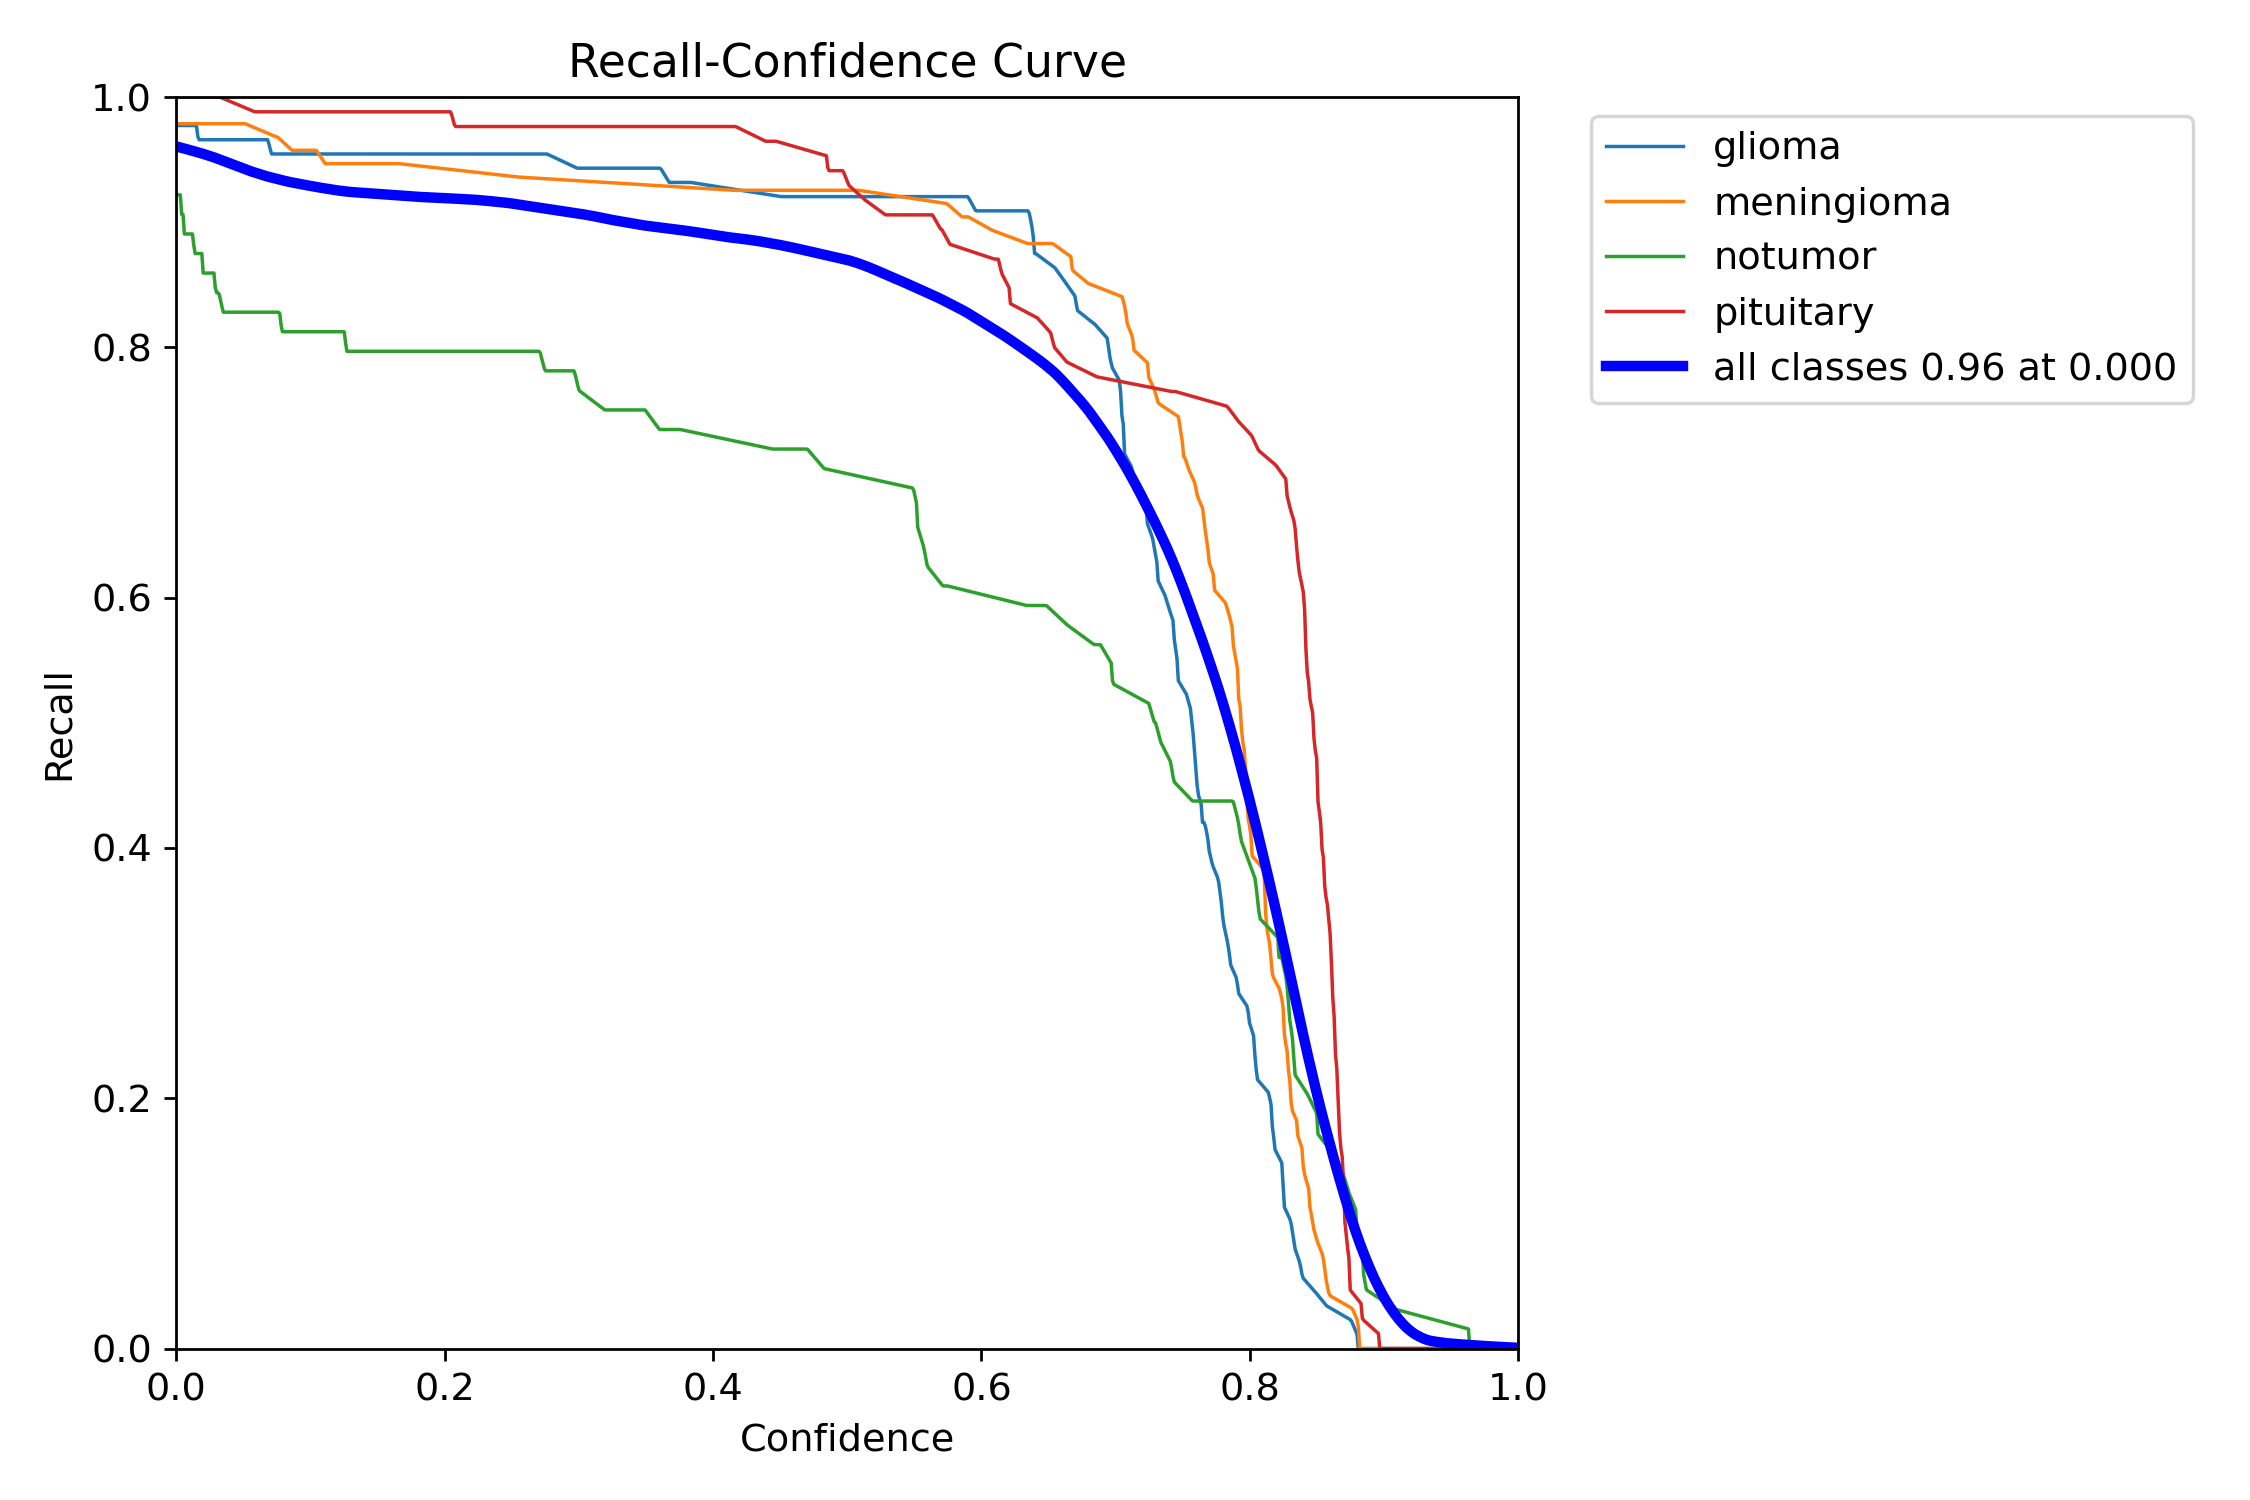 Recall-Confidence Curve
1.0
0.8
0.6
0.4
0.2
0.0
Recall
0.0 0.2 0.4 0.6 0.8 1.0
Confidence
glioma
meningioma
notumor
pituitary
all classes 0.96 at 0.000